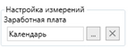 Настройка измерений
Заработная плата
Календарь ... ×